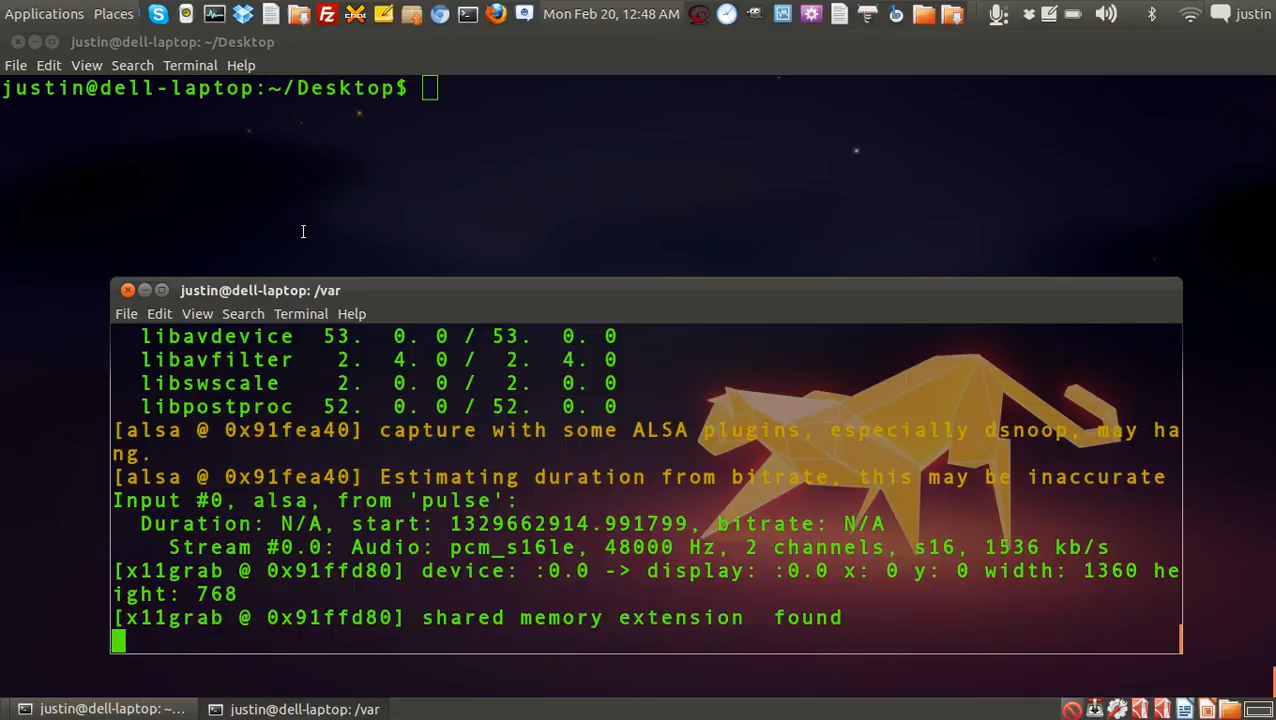 Applications Places Mon Feb 20, 12:48 AM justin
justin@dell-laptop: ~/Desktop
File Edit View Search Terminal Help
justin@dell-laptop:~/Desktop$
justin@dell-laptop: /var
File Edit View Search Terminal Help
libavdevice 53. 0. 0 / 53. 0. 0
libavfilter 2. 4. 0 / 2. 4. 0
libswscale 2. 0. 0 / 2. 0. 0
libpostproc 52. 0. 0 / 52. 0. 0
[alsa @ 0x91fea40] capture with some ALSA plugins, especially dsnoop, may ha
ng.
[alsa @ 0x91fea40] Estimating duration from bitrate, this may be inaccurate
Input #0, alsa, from 'pulse':
Duration: N/A, start: 1329662914.991799, bitrate: N/A
Stream #0.0: Audio: pcm_s16le, 48000 Hz, 2 channels, s16, 1536 kb/s
[x11grab @ 0x91ffd80] device: :0.0 -> display: :0.0 x: 0 y: 0 width: 1360 he
ight: 768
[x11grab @ 0x91ffd80] shared memory extension found
justin@dell-laptop: ~... justin@dell-laptop: /var